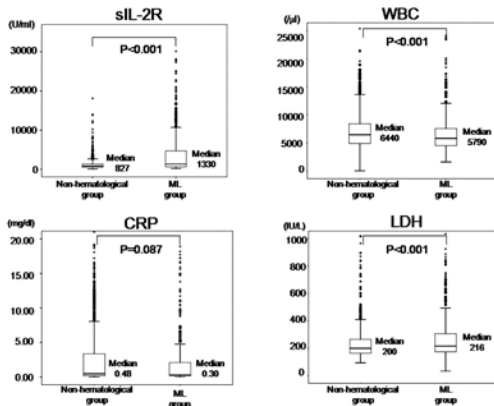 sIL-2R
(U/ml)
P<0.001
30000
20000
10000
0
Median
827
Median
1330
Non-hematological
group
ML
group
WBC
(/μl)
P<0.001
25000
20000
15000
10000
5000
0
Median
6440
Median
5790
Non-hematological
group
ML
group
CRP
(mg/dl)
P=0.087
20.00
15.00
10.00
5.00
0.00
Median
0.48
Median
0.30
Non-hematological
group
ML
group
LDH
(IU/L)
P<0.001
1000
800
600
400
200
0
Median
200
Median
216
Non-hematological
group
ML
group